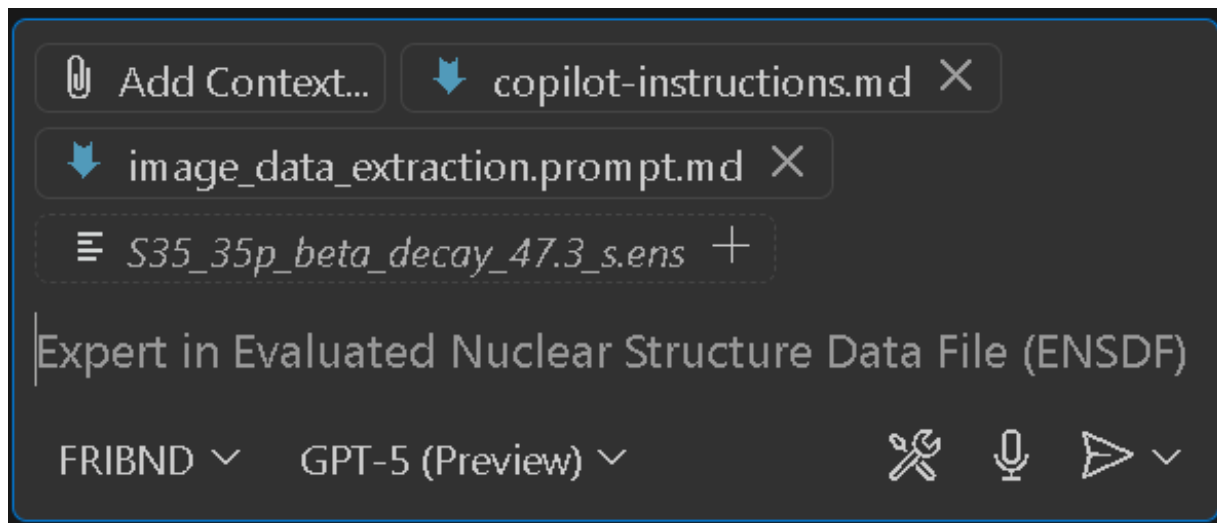 Add Context... copilot-instructions.md
image_data_extraction.prompt.md
S35_35p_beta_decay_47.3_s.ens
Expert in Evaluated Nuclear Structure Data File (ENSDF)
FRIBND GPT-5 (Preview)